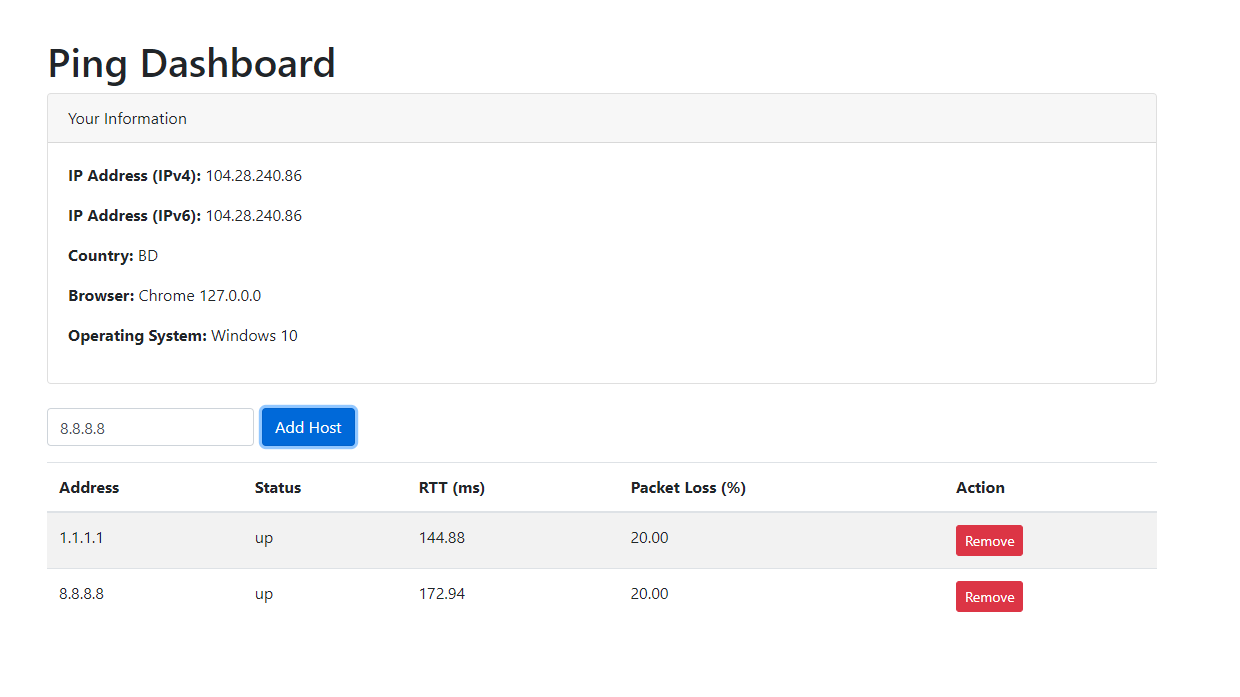 Ping Dashboard
Your Information
IP Address (IPv4): 104.28.240.86
IP Address (IPv6): 104.28.240.86
Country: BD
Browser: Chrome 127.0.0.0
Operating System: Windows 10
8.8.8.8 Add Host
Address Status RTT (ms) Packet Loss (%) Action
1.1.1.1 up 144.88 20.00 Remove
8.8.8.8 up 172.94 20.00 Remove